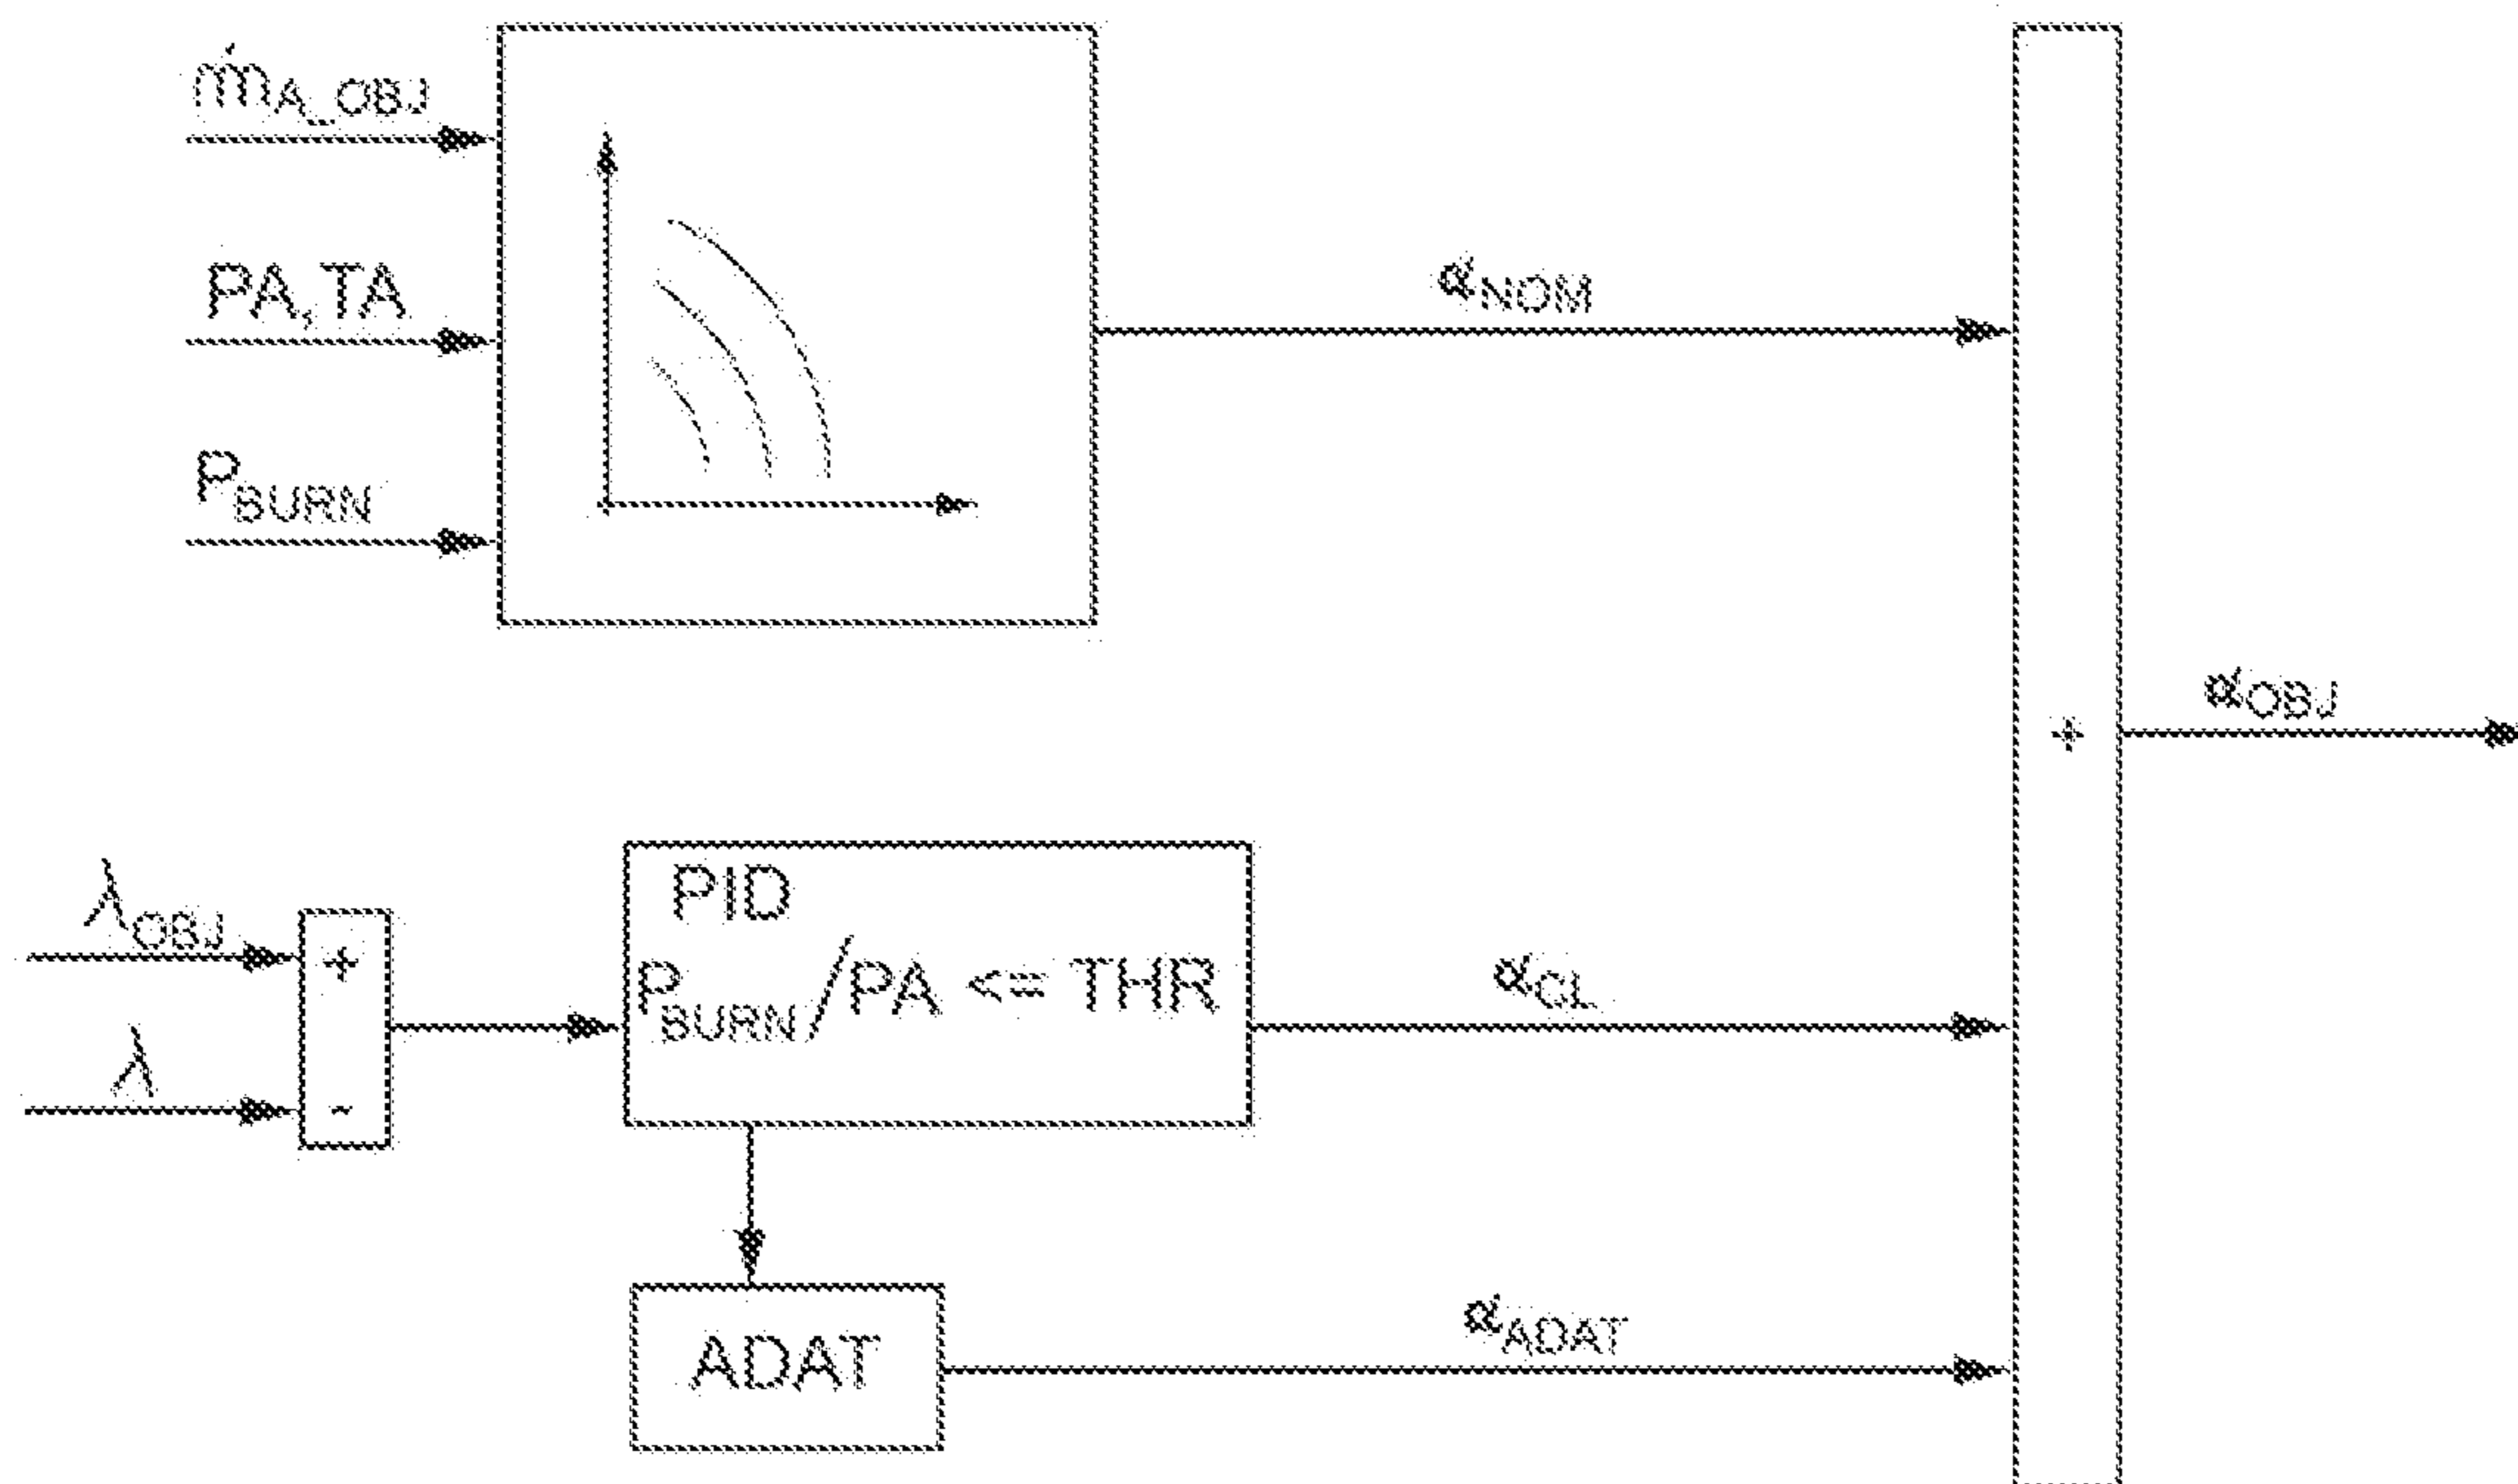 ṁA_OBJ
PA,TA
PBURN
αNOM
αOBJ
+
λOBJ
+
λ
-
PID
PBURN/PA <= THR
αCL
ADAT
αADAT